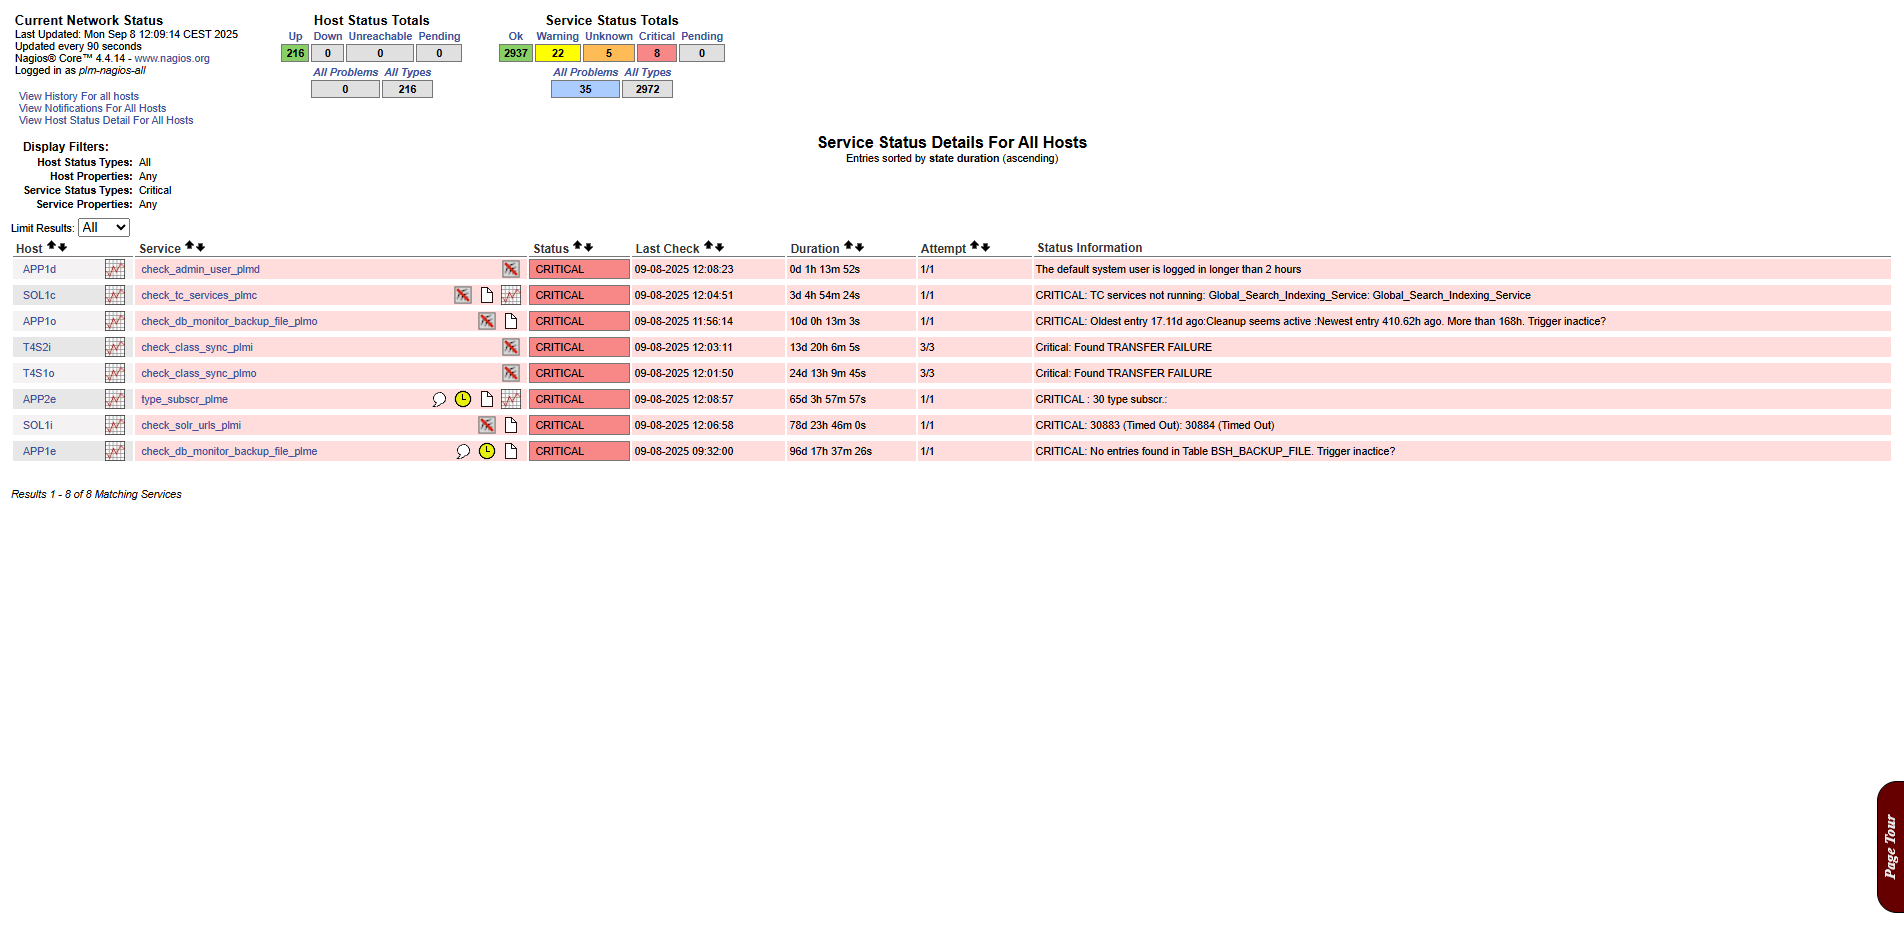 Current Network Status
Last Updated: Mon Sep 8 12:09:14 CEST 2025
Updated every 90 seconds
Nagios® Core™ 4.4.14 - www.nagios.org
Logged in as plm-nagios-all
View History For all hosts
View Notifications For All Hosts
View Host Status Detail For All Hosts
Host Status Totals
Up Down Unreachable Pending
216 0 0 0
All Problems All Types
0 216
Service Status Totals
Ok Warning Unknown Critical Pending
2937 22 5 8 0
All Problems All Types
35 2972
Display Filters:
Host Status Types: All
Host Properties: Any
Service Status Types: Critical
Service Properties: Any
Service Status Details For All Hosts
Entries sorted by state duration (ascending)
Limit Results: All
Host Service Status Last Check Duration Attempt Status Information
APP1d check_admin_user_plmd CRITICAL 09-08-2025 12:08:23 0d 1h 13m 52s 1/1 The default system user is logged in longer than 2 hours
SOL1c check_tc_services_plmc CRITICAL 09-08-2025 12:04:51 3d 4h 54m 24s 1/1 CRITICAL: TC services not running: Global_Search_Indexing_Service: Global_Search_Indexing_Service
APP1o check_db_monitor_backup_file_plmo CRITICAL 09-08-2025 11:56:14 10d 0h 13m 3s 1/1 CRITICAL: Oldest entry 17.11d ago:Cleanup seems active :Newest entry 410.62h ago. More than 168h. Trigger inactice?
T4S2i check_class_sync_plmi CRITICAL 09-08-2025 12:03:11 13d 20h 6m 5s 3/3 Critical: Found TRANSFER FAILURE
T4S1o check_class_sync_plmo CRITICAL 09-08-2025 12:01:50 24d 13h 9m 45s 3/3 Critical: Found TRANSFER FAILURE
APP2e type_subscr_plme CRITICAL 09-08-2025 12:08:57 65d 3h 57m 57s 1/1 CRITICAL : 30 type subscr.:
SOL1i check_solr_urls_plmi CRITICAL 09-08-2025 12:06:58 78d 23h 46m 0s 1/1 CRITICAL: 30883 (Timed Out): 30884 (Timed Out)
APP1e check_db_monitor_backup_file_plme CRITICAL 09-08-2025 09:32:00 96d 17h 37m 26s 1/1 CRITICAL: No entries found in Table BSH_BACKUP_FILE. Trigger inactice?
Results 1 - 8 of 8 Matching Services
Page Tour